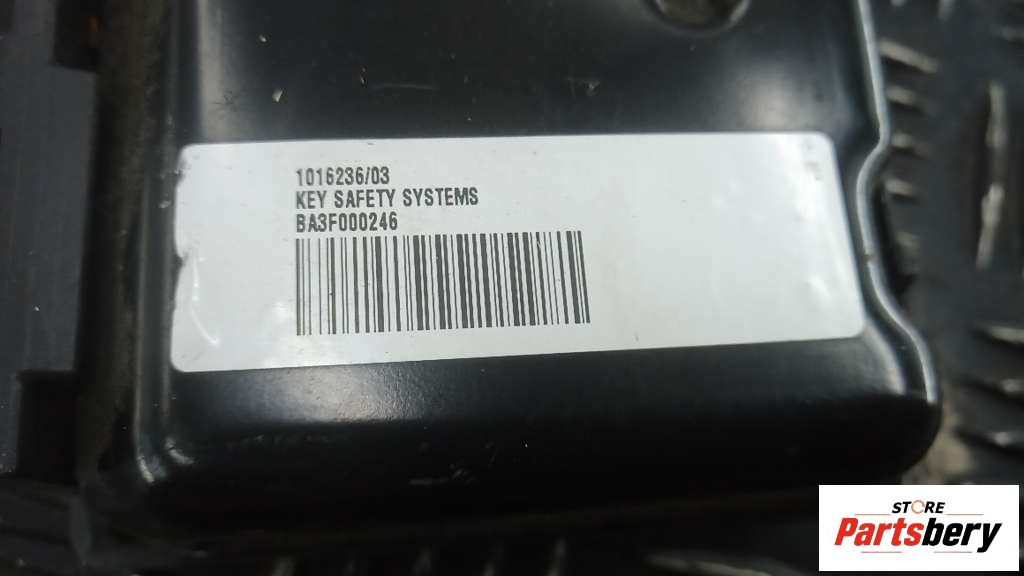 1016236/03
KEY SAFETY SYSTEMS
BA3F000246
STORE
Partsbery